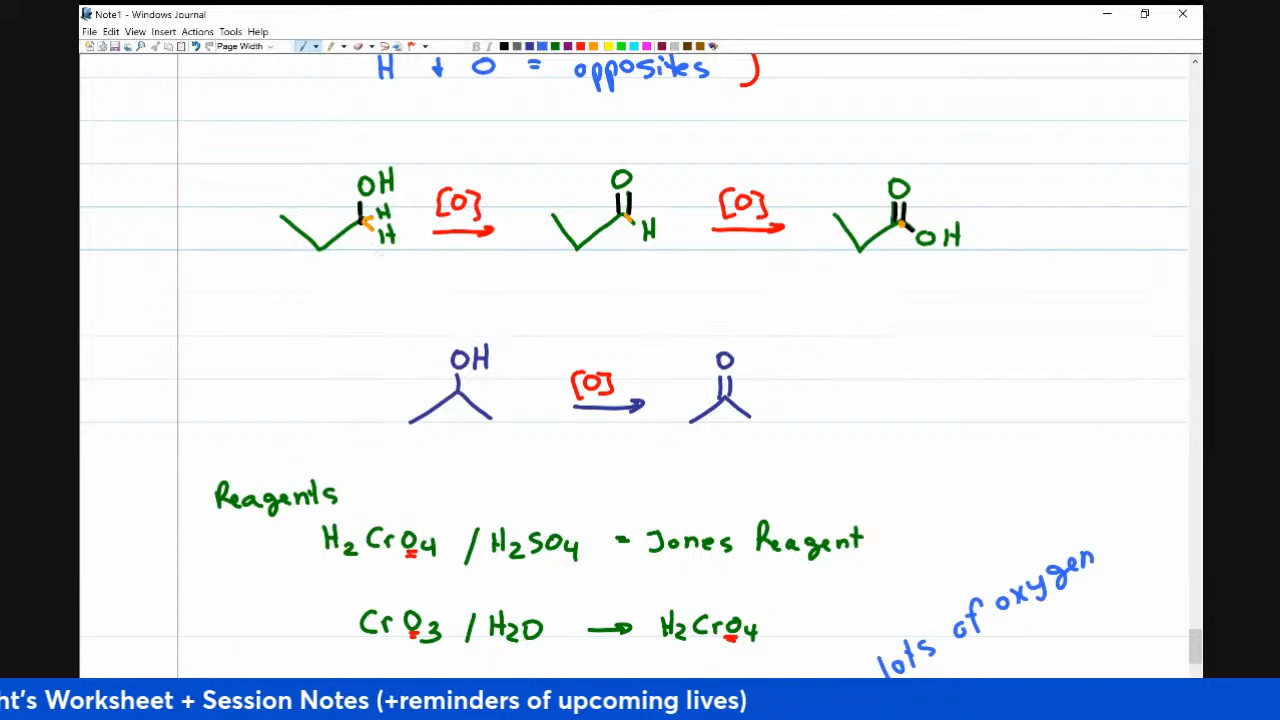 Note1 - Windows Journal
File Edit View Insert Actions Tools Help
Page Width
B I
H + O = opposites )
OH
H
H
[O]
O
H
[O]
O
OH
OH
[O]
O
Reagents
H2CrO4 / H2SO4 = Jones Reagent
CrO3 / H2O → H2CrO4
lots of oxygen
ht's Worksheet + Session Notes (+reminders of upcoming lives)